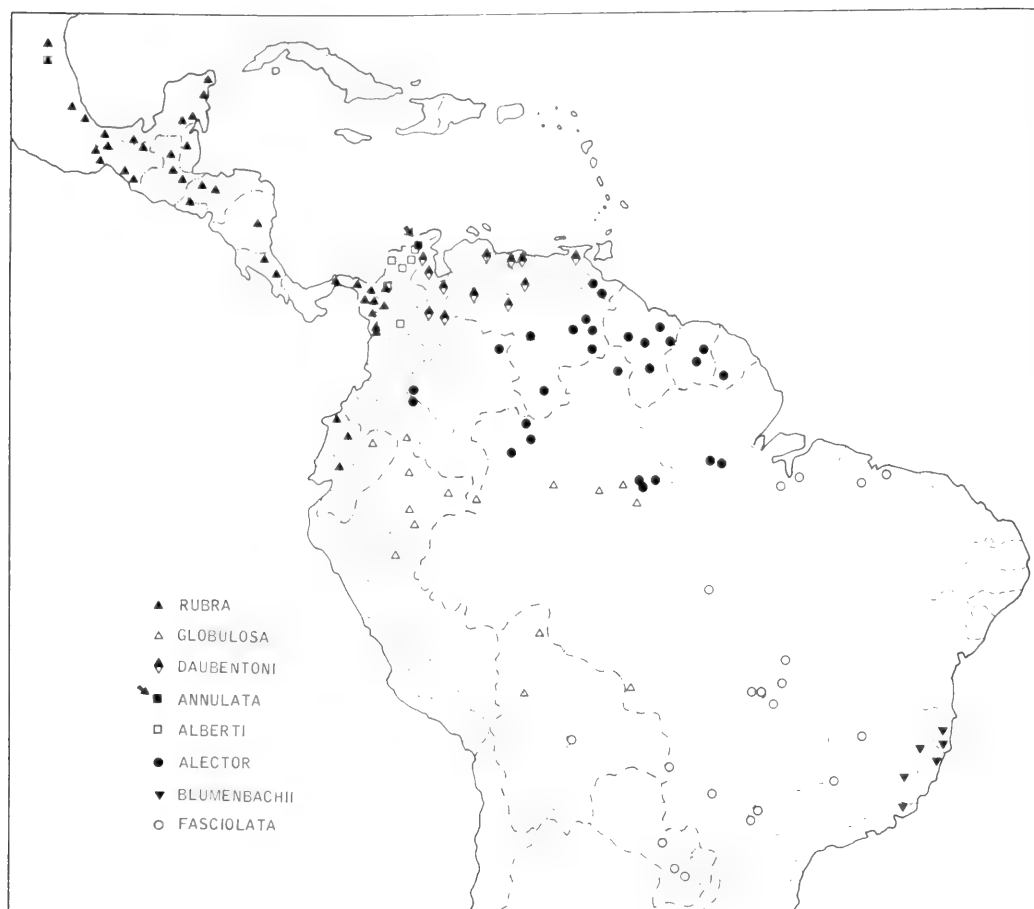 RUBRA
GLOBULOSA
DAUBENTONI
ANNULATA
ALBERTI
ALECTOR
BLUMENBACHII
FASCIOLATA